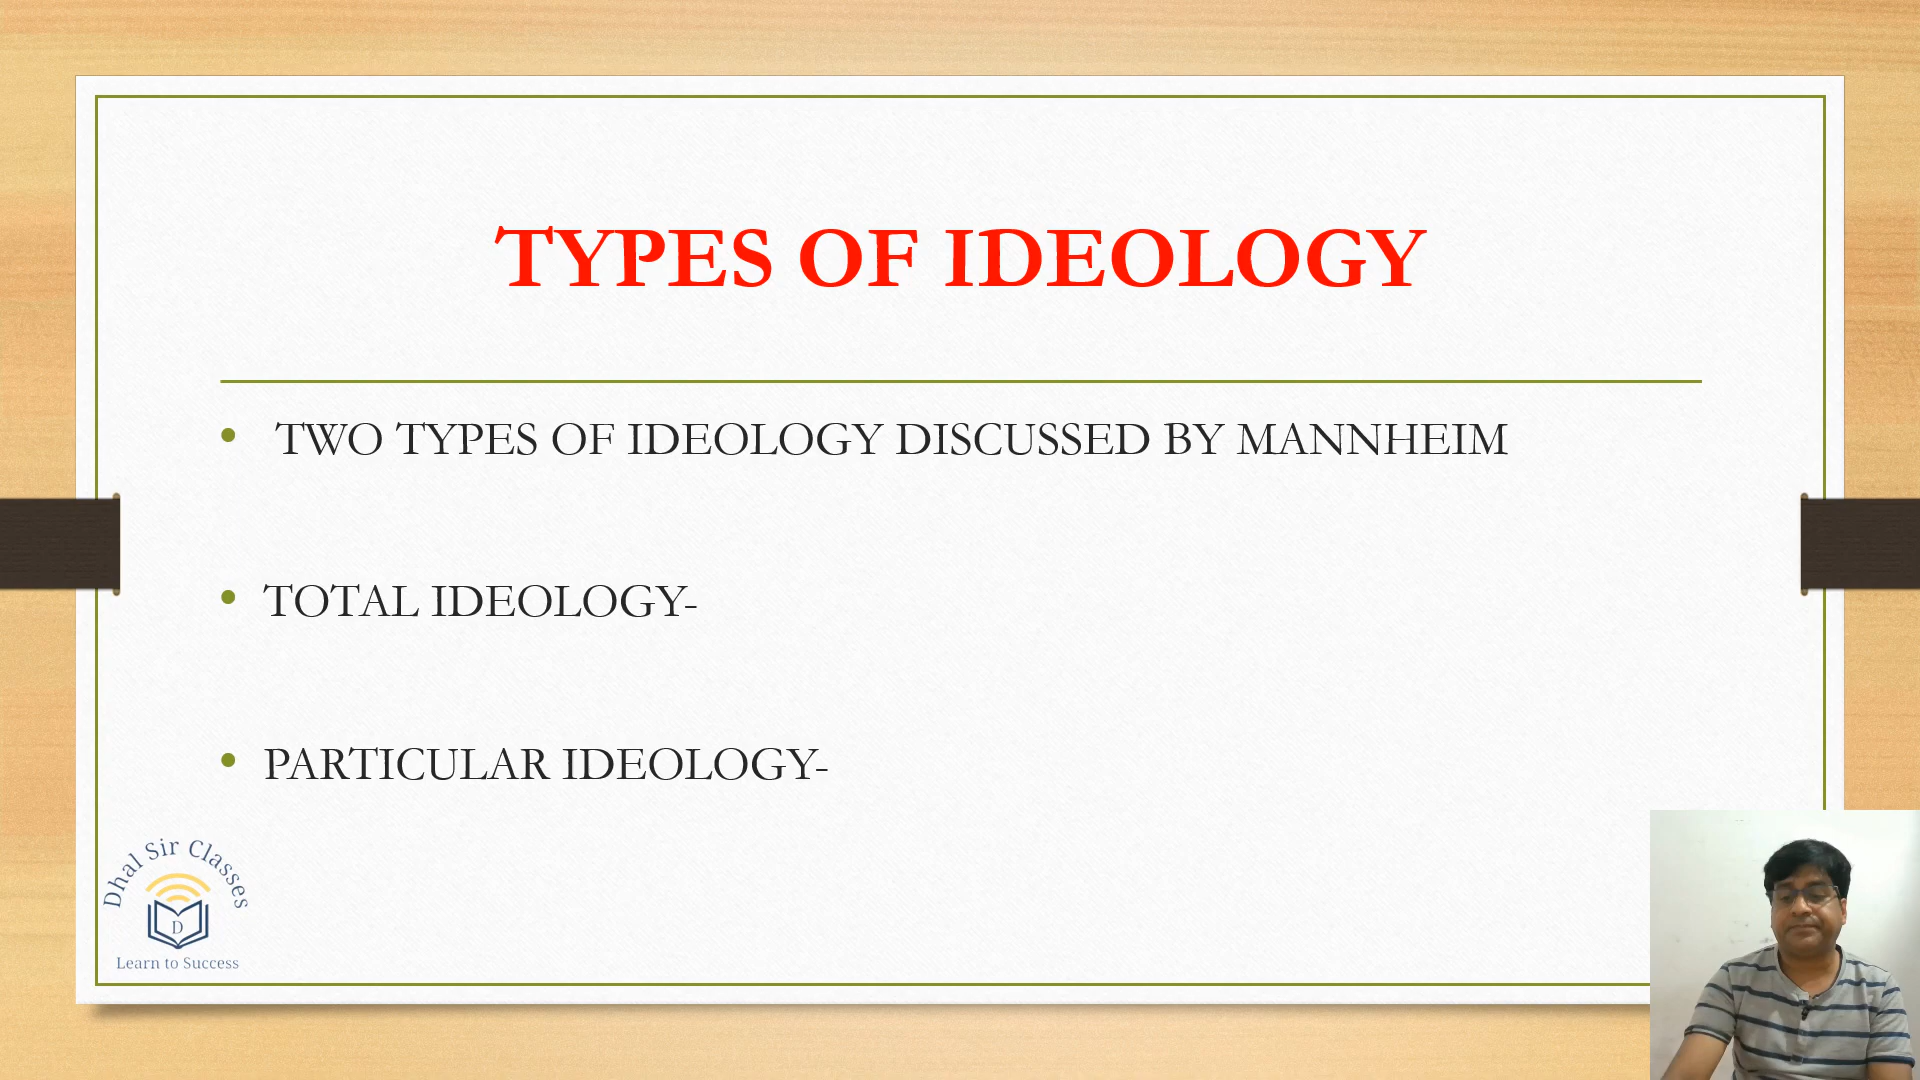 TYPES OF IDEOLOGY
• TWO TYPES OF IDEOLOGY DISCUSSED BY MANNHEIM
• TOTAL IDEOLOGY-
• PARTICULAR IDEOLOGY-
Dhal Sir Classes
D
Learn to Success